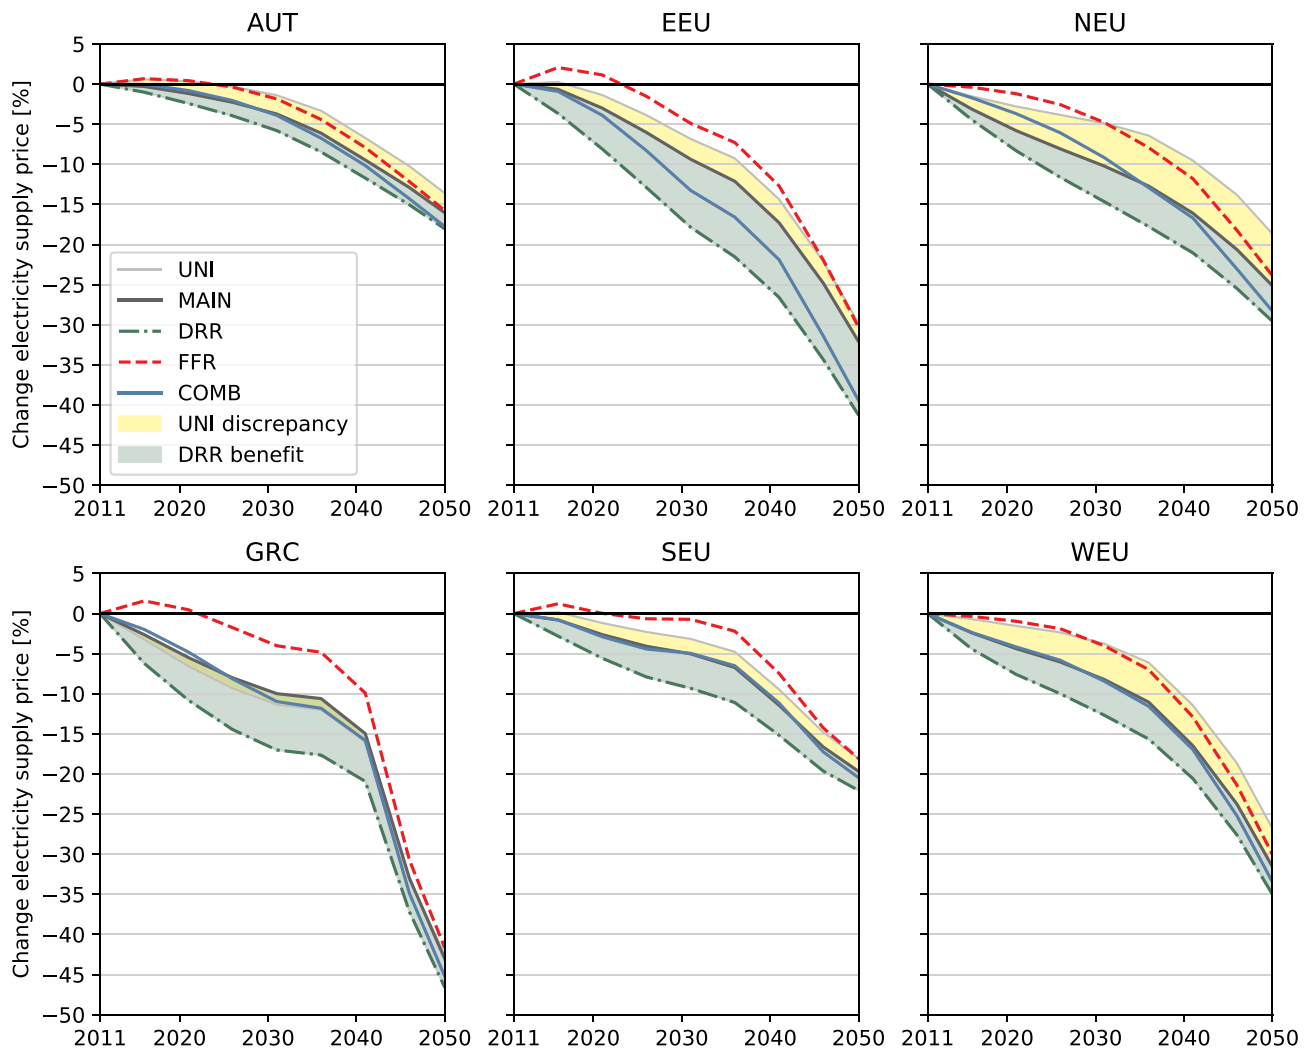 AUT
EEU
NEU
Change electricity supply price [%]
5
0
−5
−10
−15
−20
−25
−30
−35
−40
−45
−50
UNI
MAIN
DRR
FFR
COMB
UNI discrepancy
DRR benefit
2011 2020 2030 2040 2050
2011 2020 2030 2040 2050
2011 2020 2030 2040 2050
GRC
SEU
WEU
Change electricity supply price [%]
5
0
−5
−10
−15
−20
−25
−30
−35
−40
−45
−50
2011 2020 2030 2040 2050
2011 2020 2030 2040 2050
2011 2020 2030 2040 2050